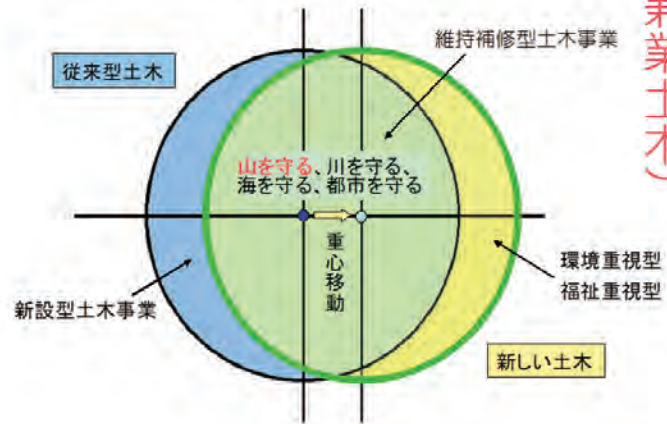 維持補修型土木事業
従来型土木
山を守る、川を守る、
海を守る、都市を守る
重心移動
新設型土木事業
環境重視型
福祉重視型
新しい土木
業土木)